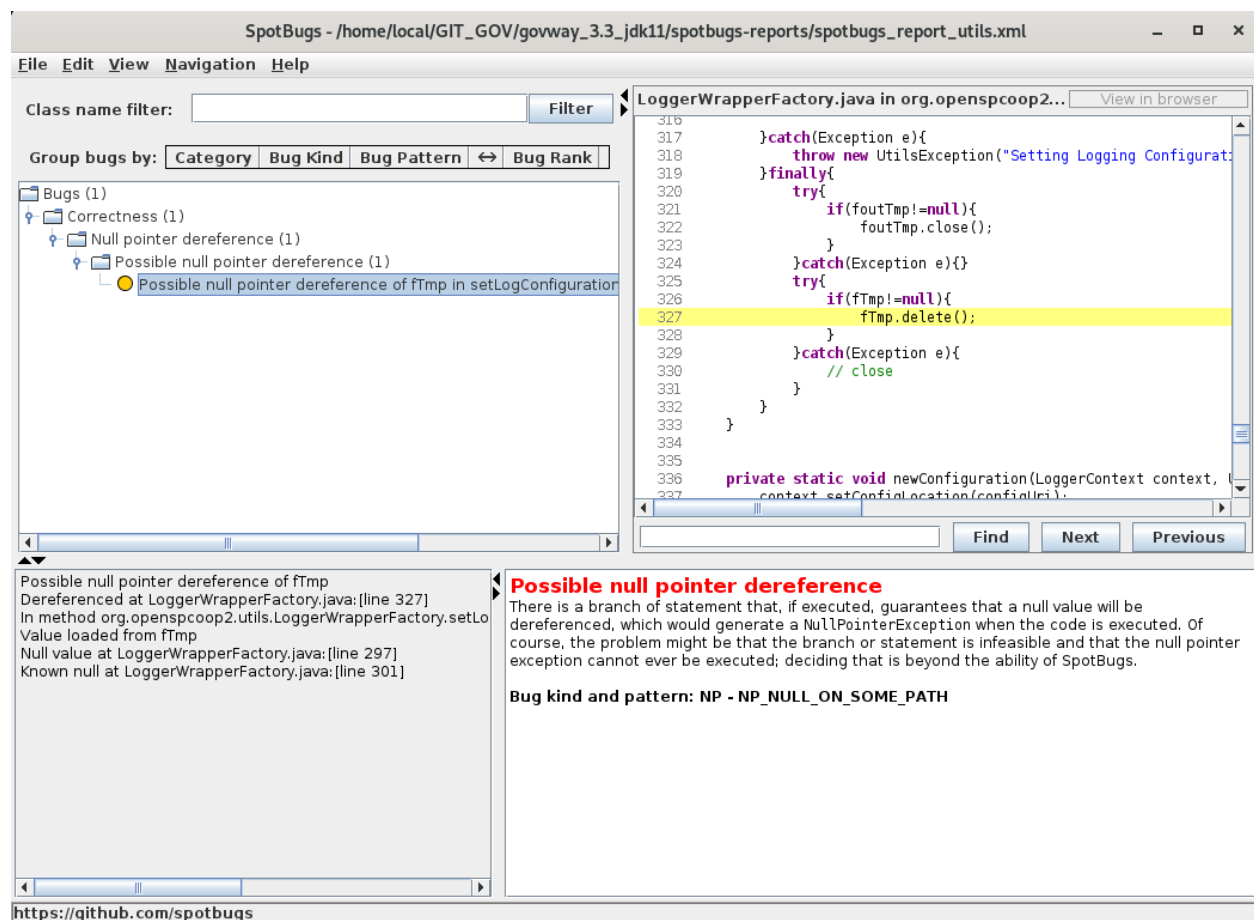 SpotBugs - /home/local/GIT_GOV/govway_3.3_jdk11/spotbugs-reports/spotbugs_report_utils.xml
File Edit View Navigation Help
Class name filter:
Filter
Group bugs by: Category Bug Kind Bug Pattern ↔ Bug Rank
Bugs (1)
Correctness (1)
Null pointer dereference (1)
Possible null pointer dereference (1)
Possible null pointer dereference of fTmp in setLogConfiguration
LoggerWrapperFactory.java in org.openspcoop2... View in browser
316
317 }catch(Exception e){
318 throw new UtilsException("Setting Logging Configurati
319 }finally{
320 try{
321 if(foutTmp!=null){
322 foutTmp.close();
323 }
324 }catch(Exception e){}
325 try{
326 if(fTmp!=null){
327 fTmp.delete();
328 }
329 }catch(Exception e){
330 // close
331 }
332 }
333 }
334
335
336 private static void newConfiguration(LoggerContext context, U
337 context.setConfigLocation(configUri);
Find Next Previous
Possible null pointer dereference of fTmp
Dereferenced at LoggerWrapperFactory.java:[line 327]
In method org.openspcoop2.utils.LoggerWrapperFactory.setLo
Value loaded from fTmp
Null value at LoggerWrapperFactory.java:[line 297]
Known null at LoggerWrapperFactory.java:[line 301]
Possible null pointer dereference
There is a branch of statement that, if executed, guarantees that a null value will be
dereferenced, which would generate a NullPointerException when the code is executed. Of
course, the problem might be that the branch or statement is infeasible and that the null pointer
exception cannot ever be executed; deciding that is beyond the ability of SpotBugs.
Bug kind and pattern: NP - NP_NULL_ON_SOME_PATH
https://github.com/spotbugs